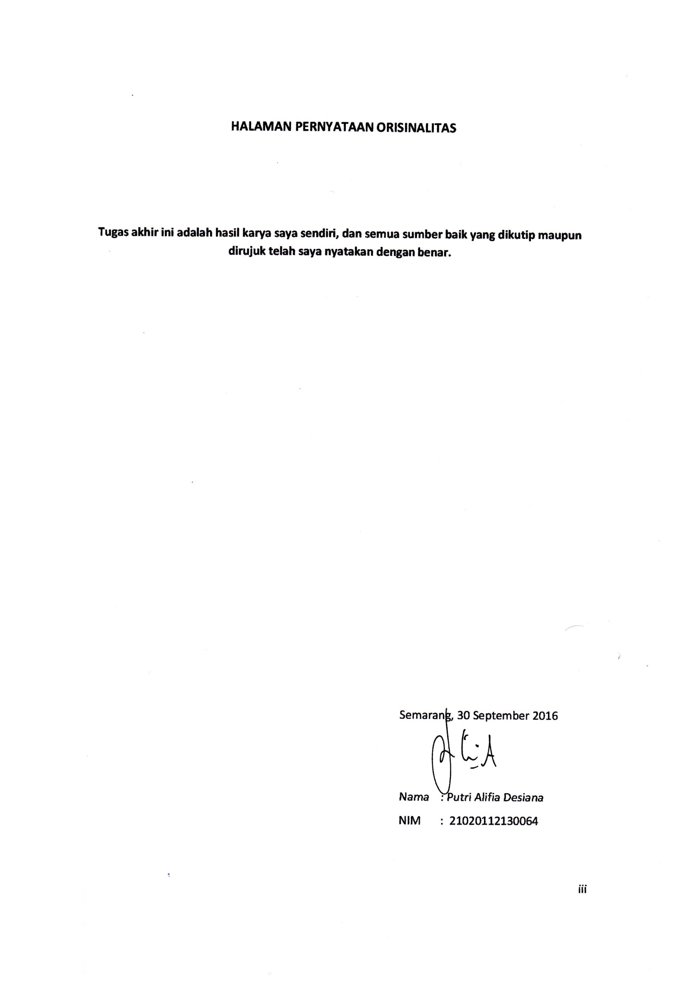 HALAMAN PERNYATAAN ORISINALITAS
Tugas akhir ini adalah hasil karya saya sendiri, dan semua sumber baik yang dikutip maupun
dirujuk telah saya nyatakan dengan benar.
Semarang, 30 September 2016
Nama : Putri Alifia Desiana
NIM : 21020112130064
iii